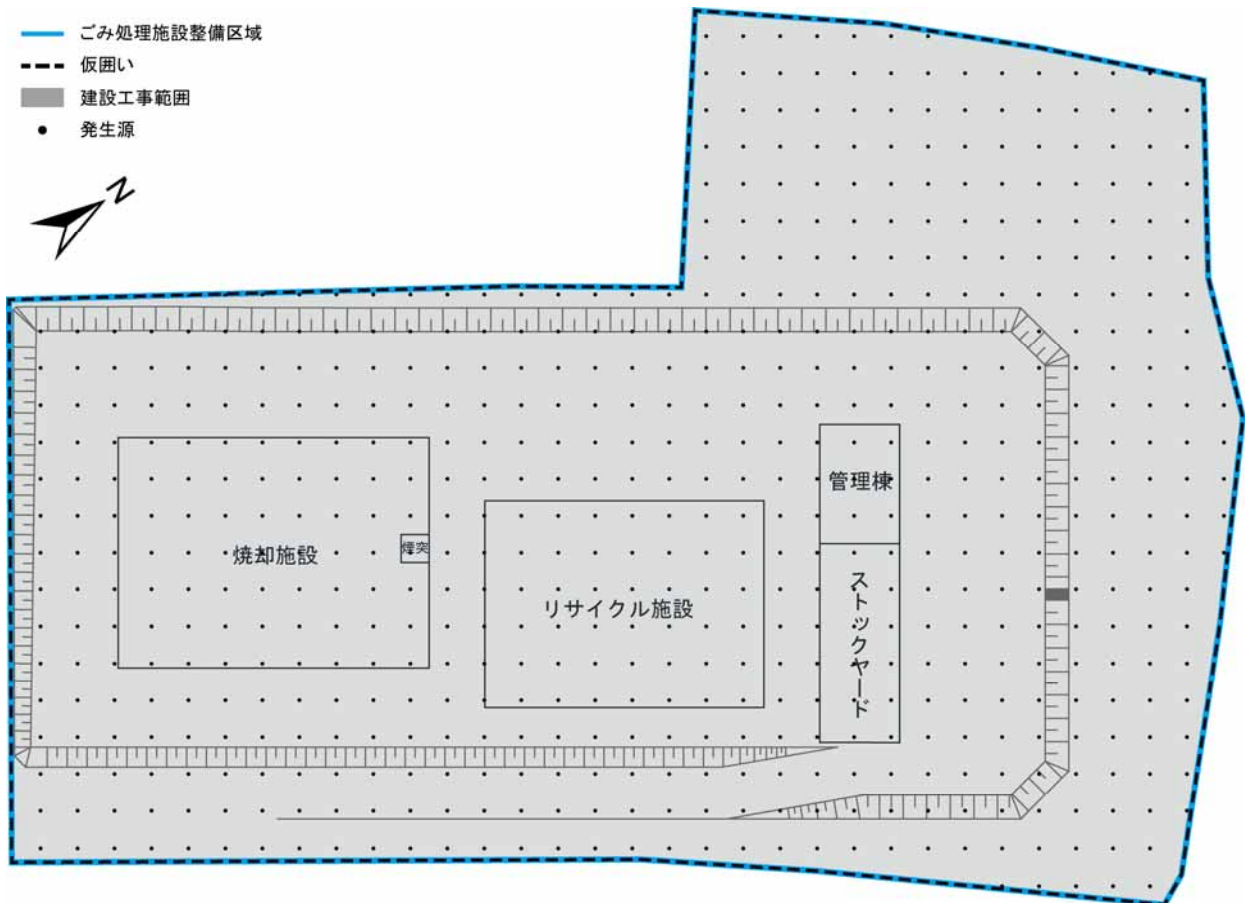 ごみ処理施設整備区域
仮囲い
建設工事範囲
発生源
N
管理棟
焼却施設
煙突
リサイクル施設
ストックヤード